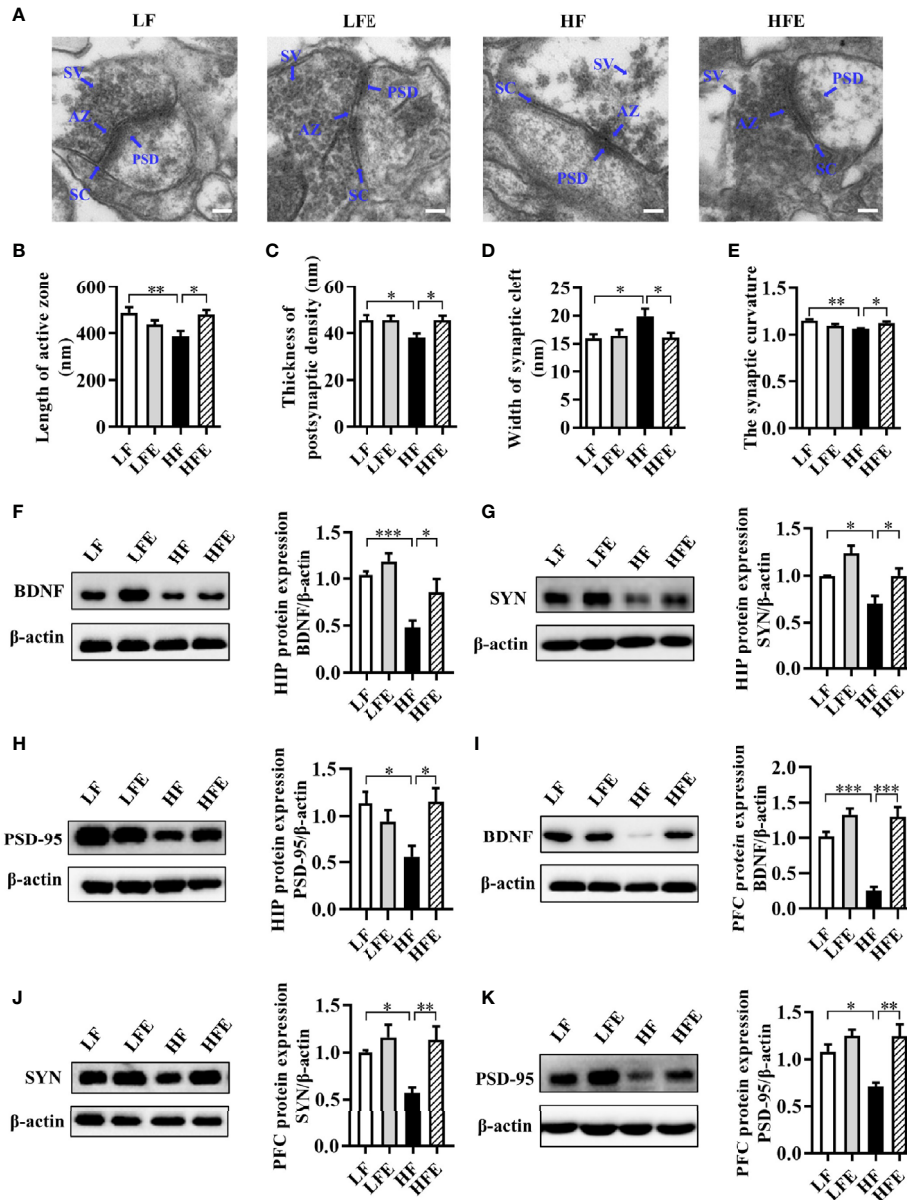 A
LF
LFE
HF
HFE
SV
AZ
PSD
SC
SV
PSD
AZ
SC
SV
SC
AZ
PSD
SV
PSD
AZ
SC
B
Length of active zone
(nm)
600
400
200
0
**
*
LF
LFE
HF
HFE
C
Thickness of
postsynaptic density (nm)
60
40
20
0
*
*
LF
LFE
HF
HFE
D
Width of synaptic cleft
(nm)
25
20
15
10
5
0
*
*
LF
LFE
HF
HFE
E
The synaptic curvature
1.5
1.0
0.5
0.0
**
*
LF
LFE
HF
HFE
F
LF
LFE
HF
HFE
BDNF
β-actin
HIP protein expression
BDNF/β-actin
1.5
1.0
0.5
0.0
***
*
LF
LFE
HF
HFE
G
LF
LFE
HF
HFE
SYN
β-actin
HIP protein expression
SYN/β-actin
1.5
1.0
0.5
0.0
*
*
LF
LFE
HF
HFE
H
LF
LFE
HF
HFE
PSD-95
β-actin
HIP protein expression
PSD-95/β-actin
1.5
1.0
0.5
0.0
*
*
LF
LFE
HF
HFE
I
LF
LFE
HF
HFE
BDNF
β-actin
PFC protein expression
BDNF/β-actin
2.0
1.5
1.0
0.5
0.0
***
***
LF
LFE
HF
HFE
J
LF
LFE
HF
HFE
SYN
β-actin
PFC protein expression
SYN/β-actin
1.5
1.0
0.5
0.0
*
**
LF
LFE
HF
HFE
K
LF
LFE
HF
HFE
PSD-95
β-actin
PFC protein expression
PSD-95/β-actin
1.5
1.0
0.5
0.0
*
**
LF
LFE
HF
HFE